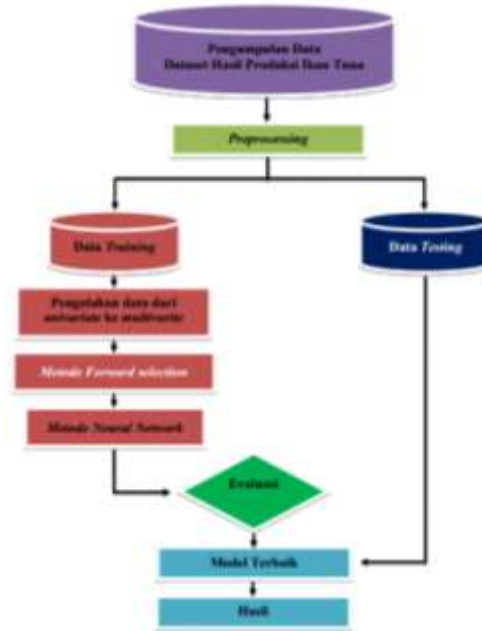 Pengumpulan Data
Dataset Hasil Produksi Ikan Tuna
Preprocessing
Data Training
Data Testing
Pengolahan data dari
univariate ke multivarite
Metode Forward selection
Metode Neural Network
Evaluasi
Model Terbaik
Hasil